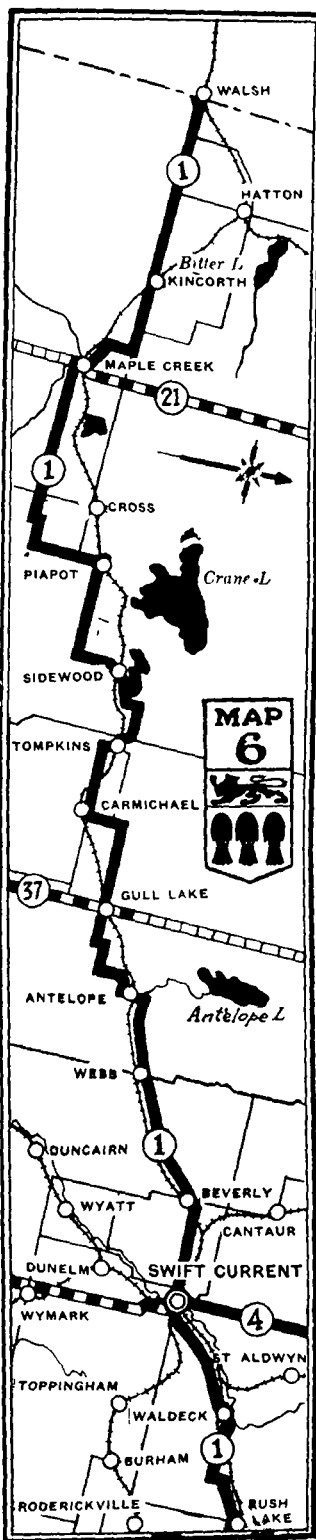 WALSH
1
HATTON
Bitter L
KINCORTH
MAPLE CREEK
21
1
CROSS
PIAPOT
Crane L
SIDEWOOD
MAP
6
TOMPKINS
CARMICHAEL
37
GULL LAKE
ANTELOPE
Antelope L
WEBB
1
DUNCAIRN
BEVERLY
WYATT
CANTAUR
DUNELM
SWIFT CURRENT
WYMARK
4
ST ALDWYN
TOPPINGHAM
WALDECK
1
BURHAM
RODERICKVILLE
RUSH
LAKE